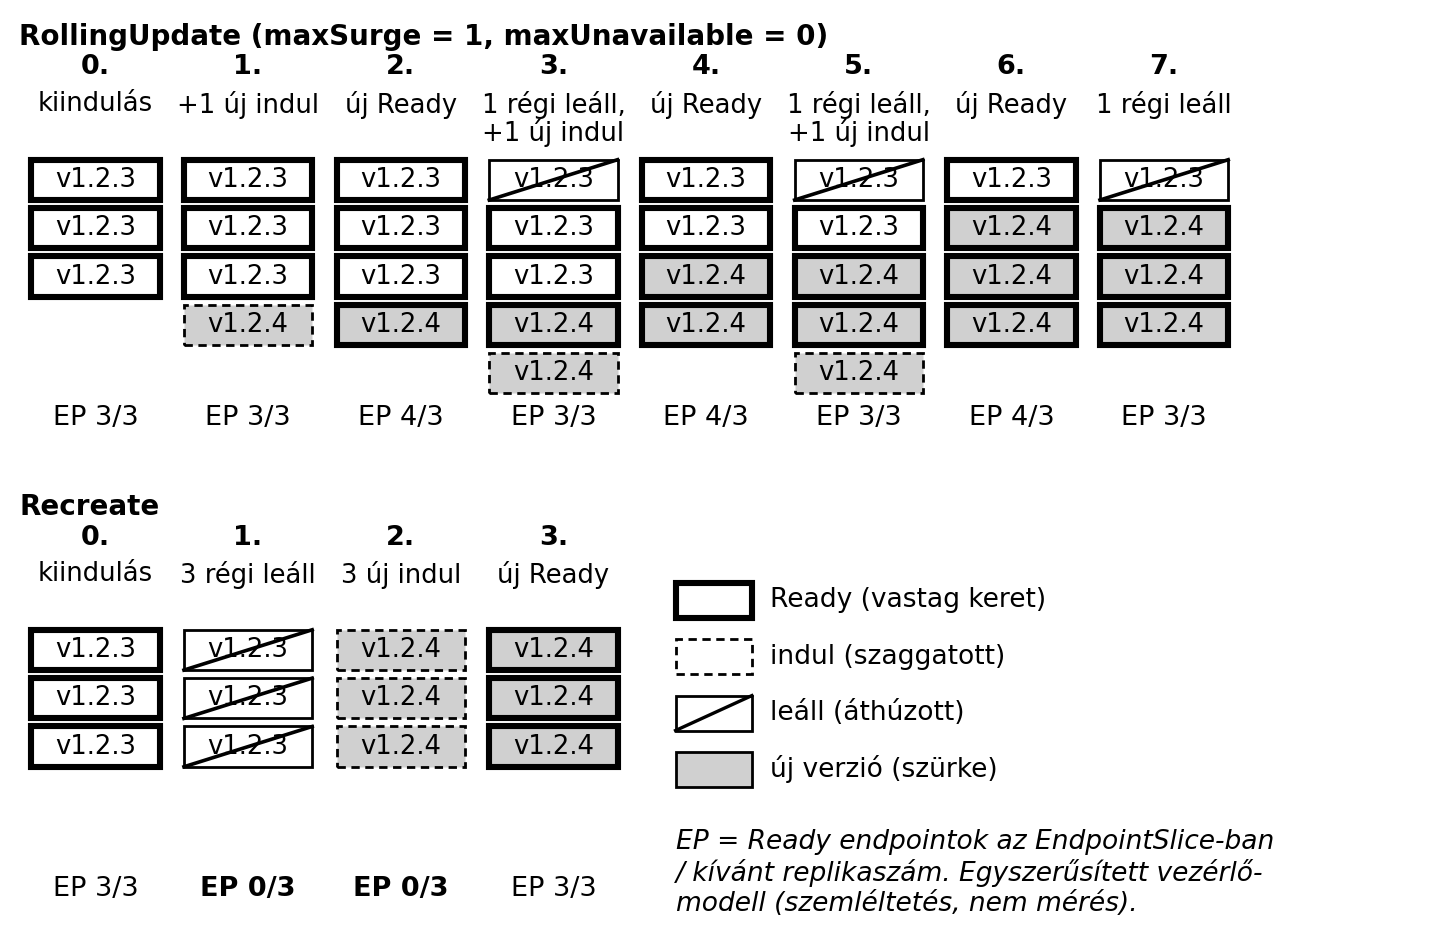 RollingUpdate (maxSurge = 1, maxUnavailable = 0)
0. 1. 2. 3. 4. 5. 6. 7.
kiindulás +1 új indul új Ready 1 régi leáll, új Ready 1 régi leáll, új Ready 1 régi leáll
+1 új indul +1 új indul
v1.2.3 v1.2.3 v1.2.3 v1.2.3 v1.2.3 v1.2.3 v1.2.3 v1.2.3
v1.2.3 v1.2.3 v1.2.3 v1.2.3 v1.2.3 v1.2.3 v1.2.4 v1.2.4
v1.2.3 v1.2.3 v1.2.3 v1.2.3 v1.2.4 v1.2.4 v1.2.4 v1.2.4
v1.2.4 v1.2.4 v1.2.4 v1.2.4 v1.2.4 v1.2.4 v1.2.4
v1.2.4 v1.2.4
EP 3/3 EP 3/3 EP 4/3 EP 3/3 EP 4/3 EP 3/3 EP 4/3 EP 3/3
Recreate
0. 1. 2. 3.
kiindulás 3 régi leáll 3 új indul új Ready
v1.2.3 v1.2.3 v1.2.4 v1.2.4
v1.2.3 v1.2.3 v1.2.4 v1.2.4
v1.2.3 v1.2.3 v1.2.4 v1.2.4
EP 3/3 EP 0/3 EP 0/3 EP 3/3
Ready (vastag keret)
indul (szaggatott)
leáll (áthúzott)
új verzió (szürke)
EP = Ready endpointok az EndpointSlice-ban
/ kívánt replikaszám. Egyszerűsített vezérlő-
modell (szemléltetés, nem mérés).